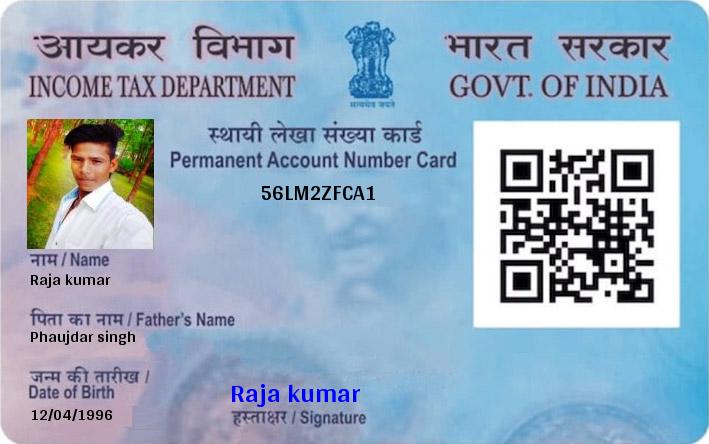 आयकर विभाग
INCOME TAX DEPARTMENT
सत्यमेव जयते
भारत सरकार
GOVT. OF INDIA
स्थायी लेखा संख्या कार्ड
Permanent Account Number Card
56LM2ZFCA1
नाम / Name
Raja kumar
पिता का नाम / Father's Name
Phaujdar singh
जन्म की तारीख /
Date of Birth
12/04/1996
Raja kumar
हस्ताक्षर / Signature